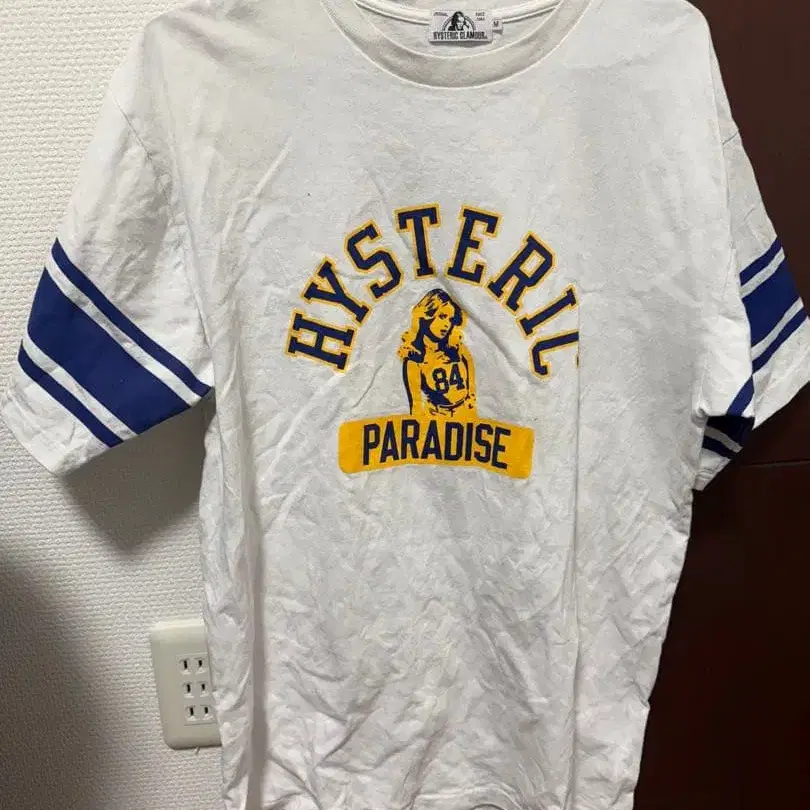 HYSTERIC GLAMOUR
M
HYSTERIC
84
PARADISE